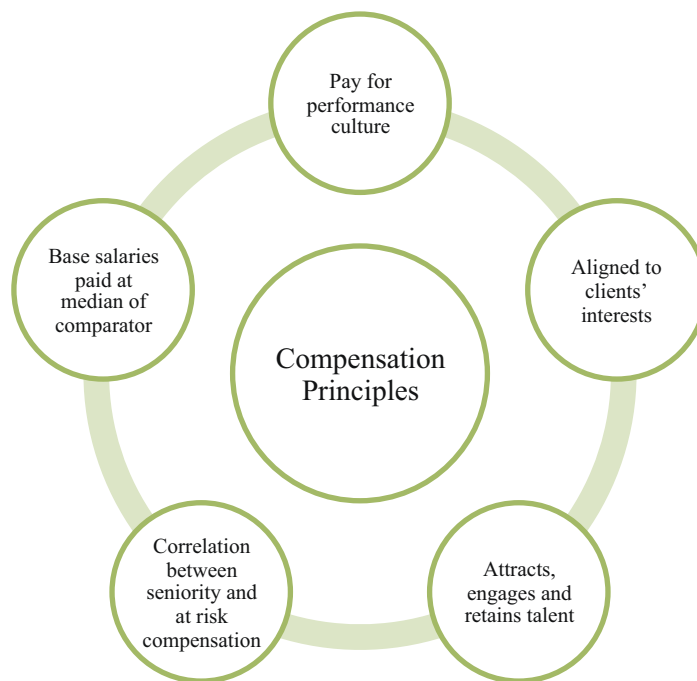 Pay for
performance
culture
Aligned to
clients’
interests
Attracts,
engages and
retains talent
Correlation
between
seniority and
at risk
compensation
Base salaries
paid at
median of
comparator
Compensation
Principles